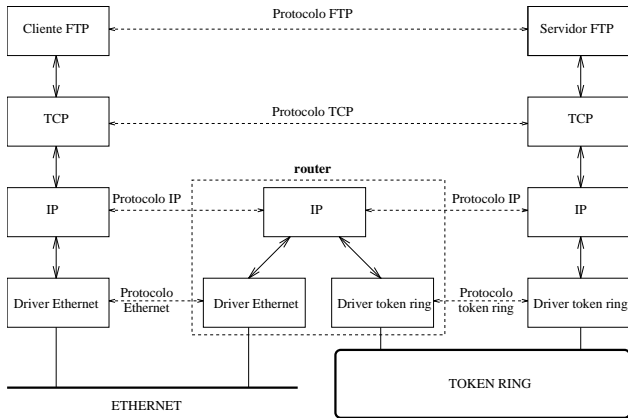 Cliente FTP
Protocolo FTP
Servidor FTP
TCP
Protocolo TCP
TCP
router
IP
Protocolo IP
IP
Protocolo IP
IP
Driver Ethernet
Protocolo
Ethernet
Driver Ethernet
Driver token ring
Protocolo
token ring
Driver token ring
ETHERNET
TOKEN RING